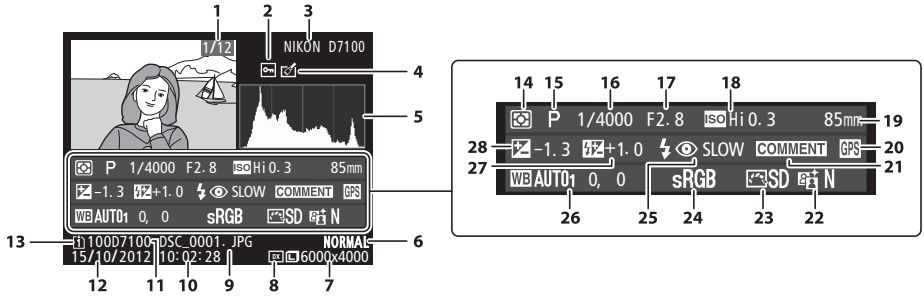 1 2 3
1/12 NIKON D7100
4
5
P 1/4000 F2.8 ISO Hi 0.3 85mm
–1.3 +1.0 SLOW COMMENT GPS
WB AUTO1 0, 0 sRGB SD N
13 1 100D7100 DSC_0001.JPG NORMAL 6
15/10/2012 10:02:28 DX 6000x4000
12 11 10 9 8 7
14 15 16 17 18
P 1/4000 F2.8 ISO Hi 0.3 85mm 19
28 –1.3 +1.0 SLOW COMMENT GPS 20
27 21
WB AUTO1 0, 0 sRGB SD N
26 25 24 23 22